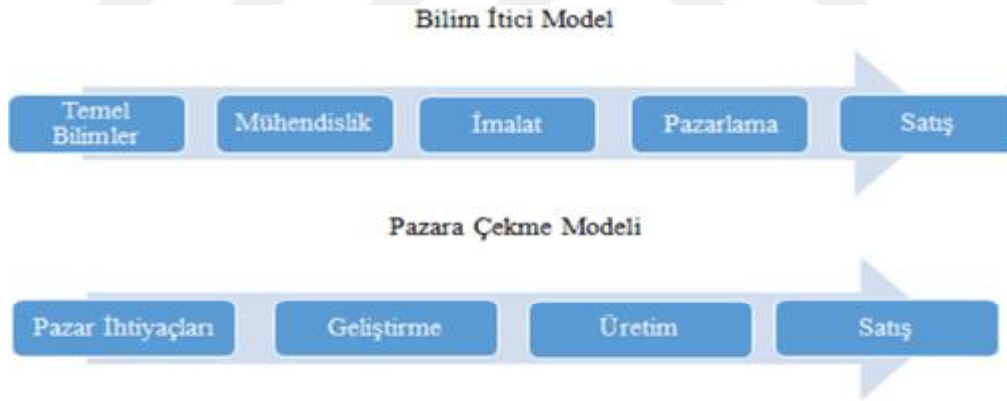 Bilim İtici Model
Temel
Bilimler
Mühendislik
İmalat
Pazarlama
Satış
Pazara Çekme Modeli
Pazar İhtiyaçları
Geliştirme
Üretim
Satış